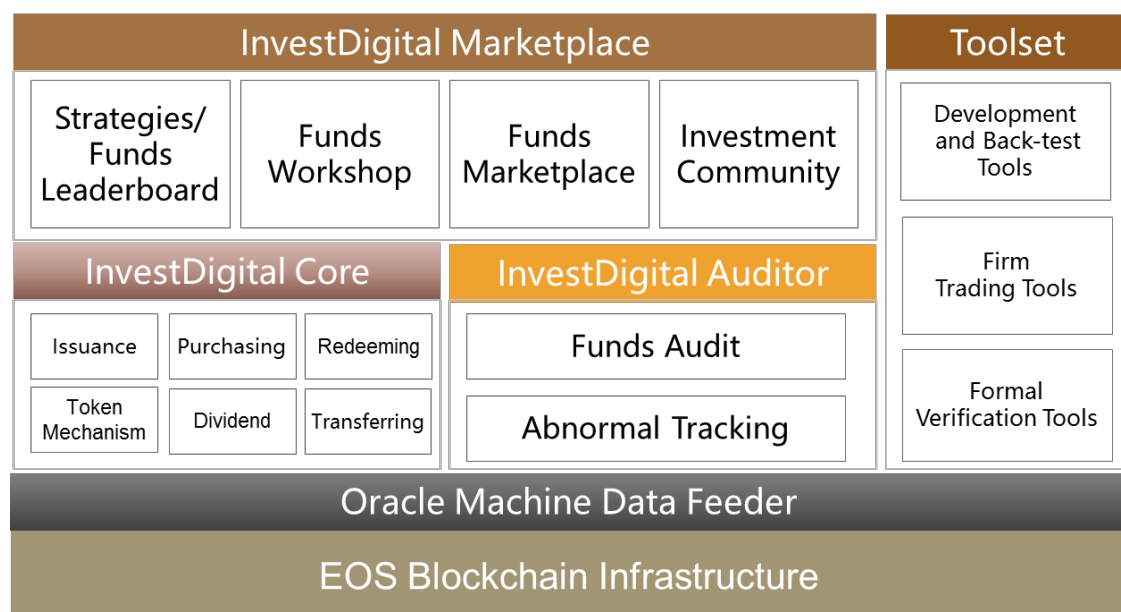 InvestDigital Marketplace
Strategies/
Funds
Leaderboard
Funds
Workshop
Funds
Marketplace
Investment
Community
InvestDigital Core
Issuance
Purchasing
Redeeming
Token
Mechanism
Dividend
Transferring
InvestDigital Auditor
Funds Audit
Abnormal Tracking
Toolset
Development
and Back-test
Tools
Firm
Trading Tools
Formal
Verification Tools
Oracle Machine Data Feeder
EOS Blockchain Infrastructure